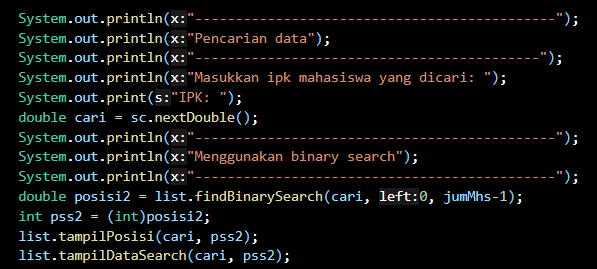 System.out.println(x:"------------------------------------------");
System.out.println(x:"Pencarian data");
System.out.println(x:"----------------------------------------");
System.out.println(x:"Masukkan ipk mahasiswa yang dicari: ");
System.out.print(s:"IPK: ");
double cari = sc.nextDouble();
System.out.println(x:"------------------------------------------");
System.out.println(x:"Menggunakan binary search");
System.out.println(x:"------------------------------------------");
double posisi2 = list.findBinarySearch(cari, left:0, jumMhs-1);
int pss2 = (int)posisi2;
list.tampilPosisi(cari, pss2);
list.tampilDataSearch(cari, pss2);